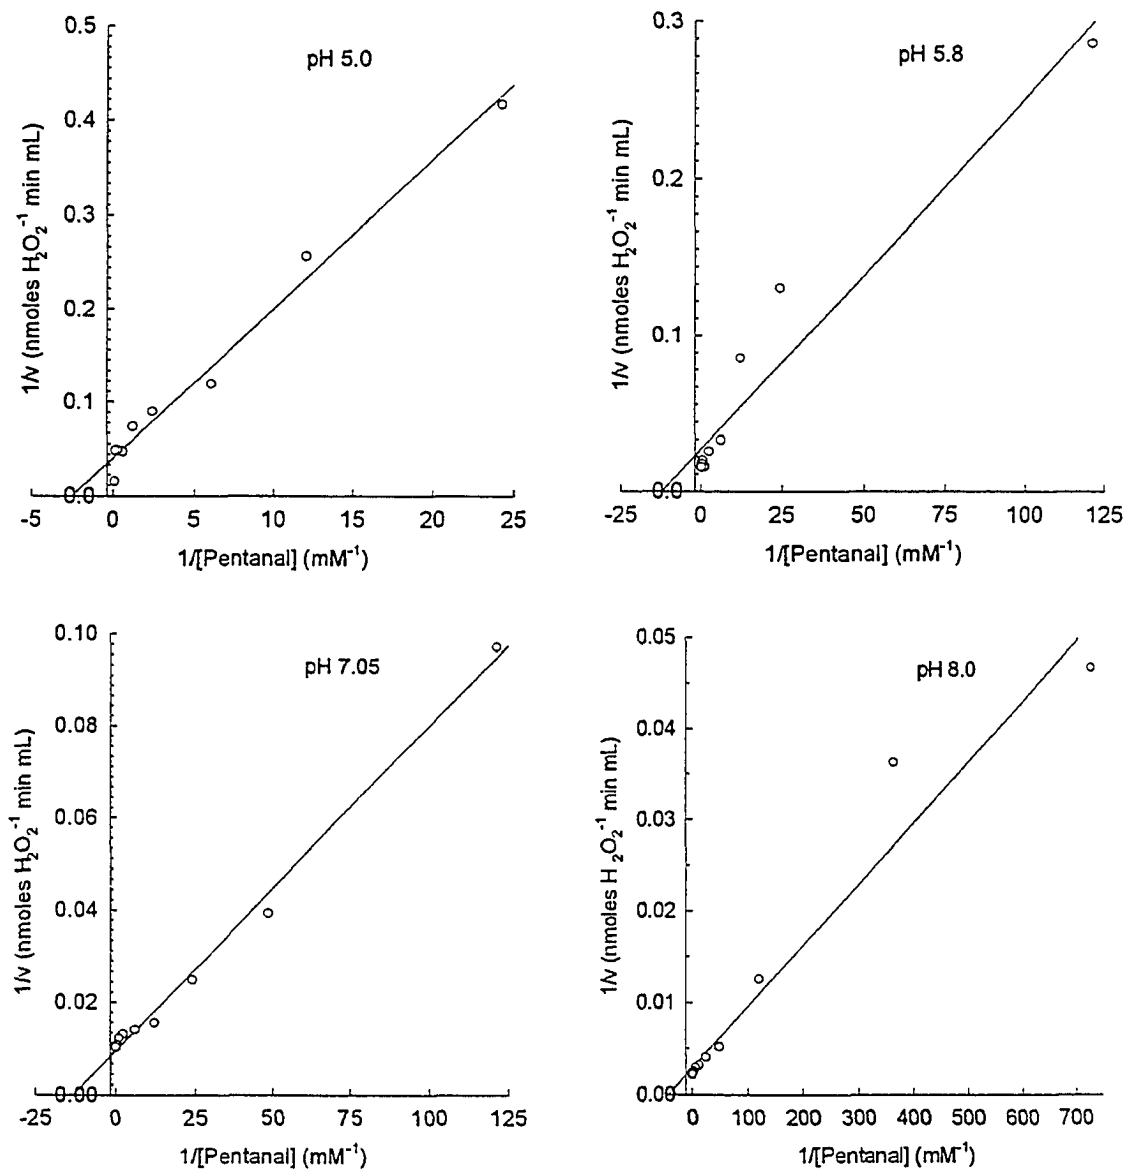 pH 5.0
1/v (nmoles H₂O₂⁻¹ min mL)
0.5
0.4
0.3
0.2
0.1
0.0
-5 0 5 10 15 20 25
1/[Pentanal] (mM⁻¹)
pH 5.8
1/v (nmoles H₂O₂⁻¹ min mL)
0.3
0.2
0.1
0.0
-25 0 25 50 75 100 125
1/[Pentanal] (mM⁻¹)
pH 7.05
1/v (nmoles H₂O₂⁻¹ min mL)
0.10
0.08
0.06
0.04
0.02
0.00
-25 0 25 50 75 100 125
1/[Pentanal] (mM⁻¹)
pH 8.0
1/v (nmoles H ₂O₂⁻¹ min mL)
0.05
0.04
0.03
0.02
0.01
0.00
0 100 200 300 400 500 600 700
1/[Pentanal] (mM⁻¹)